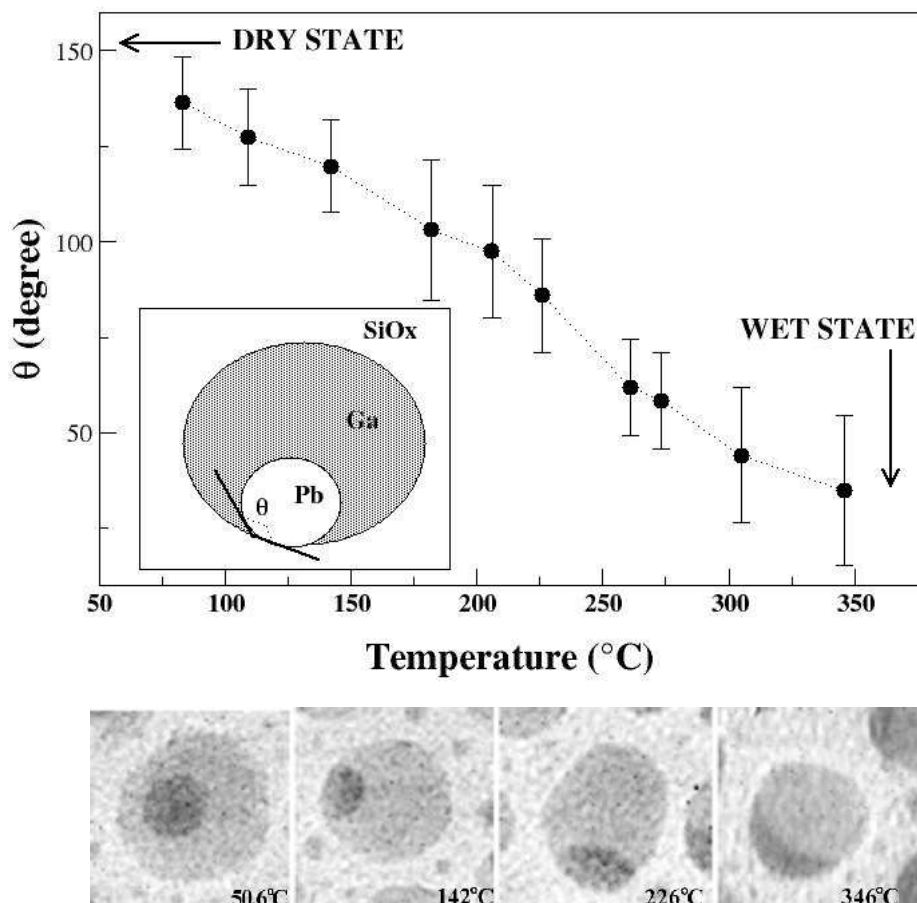 DRY STATE
150
100
50
θ (degree)
SiOx
Ga
Pb
θ
WET STATE
50 100 150 200 250 300 350
Temperature (°C)
50.6°C 142°C 226°C 346°C